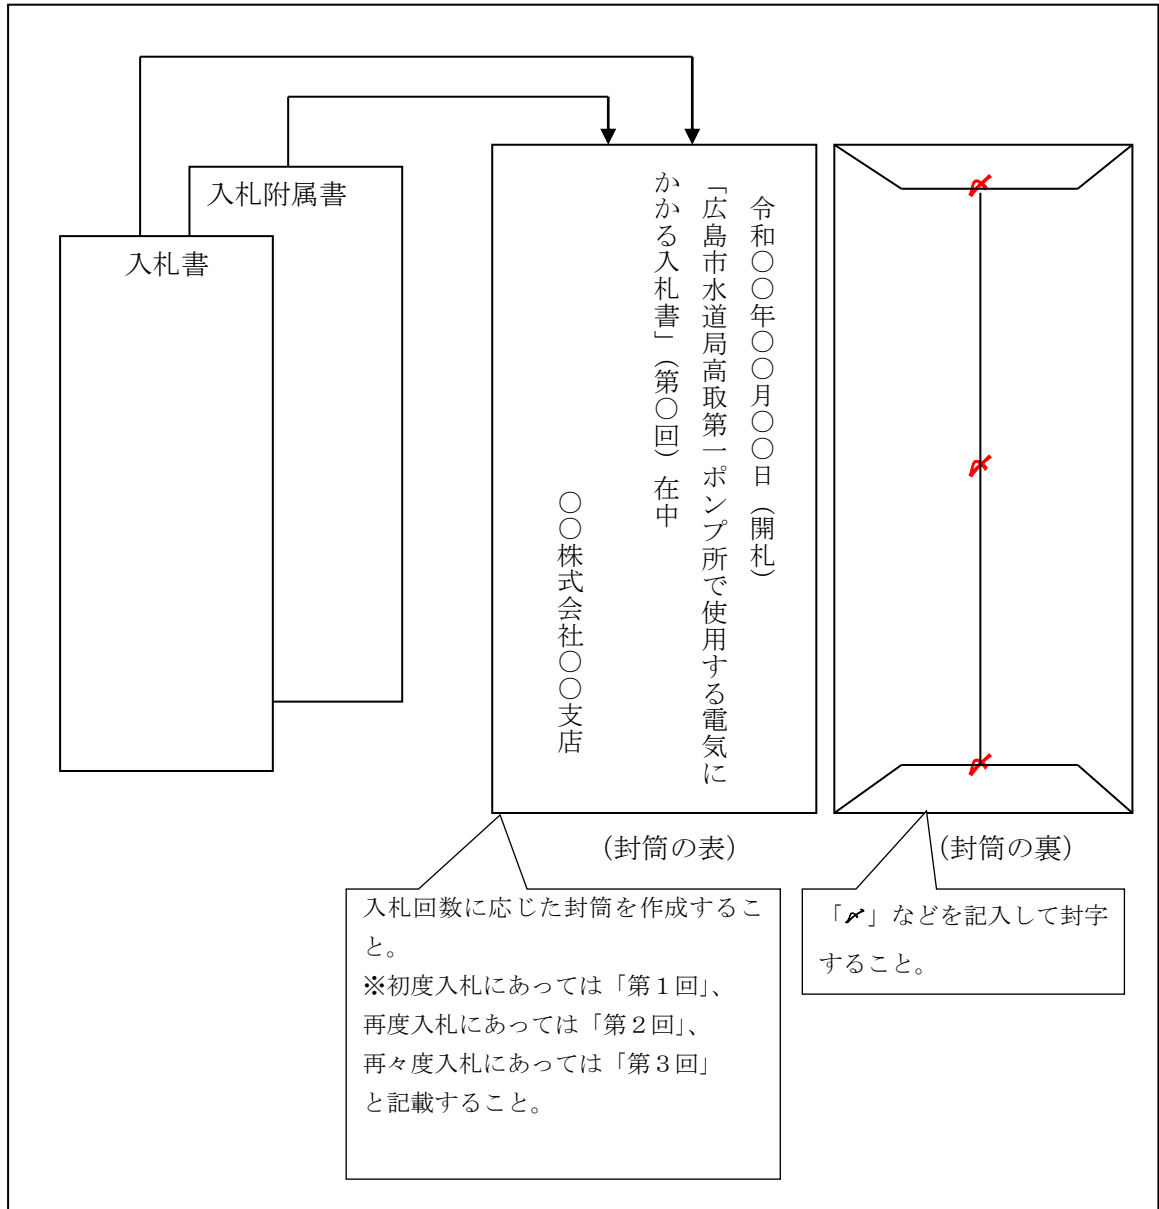 入札附属書
入札書
令和〇〇年〇〇月〇〇日（開札）
「広島市水道局高取第一ポンプ所で使用する電気に
かかる入札書」（第〇回）在中
〇〇株式会社〇〇支店
〆
〆
〆
（封筒の表）
（封筒の裏）
入札回数に応じた封筒を作成するこ
と。
※初度入札にあっては「第１回」、
再度入札にあっては「第２回」、
再々度入札にあっては「第３回」
と記載すること。
「〆」などを記入して封字
すること。